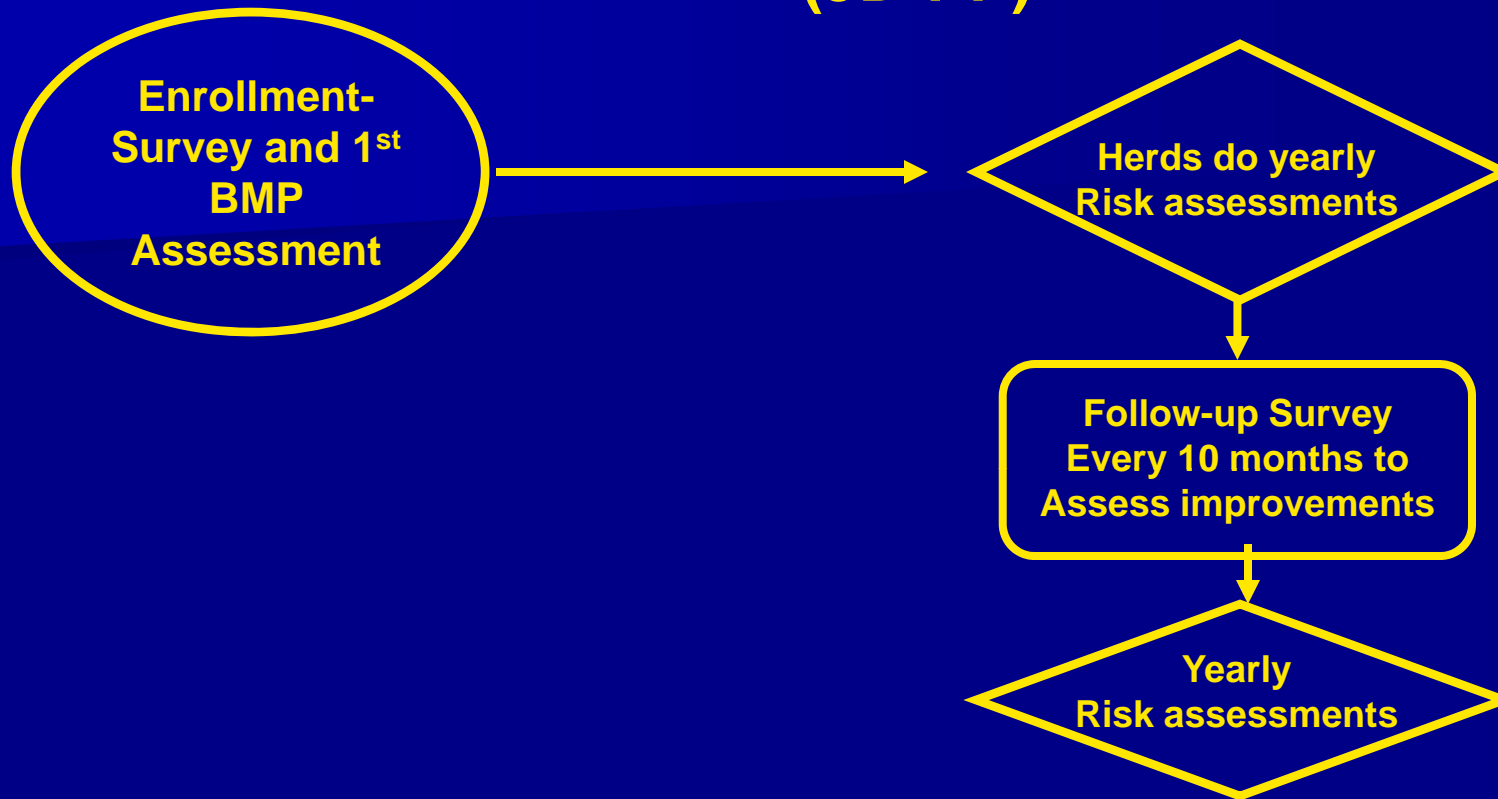 Enrollment-
Survey and 1st
BMP
Assessment
Herds do yearly
Risk assessments
Follow-up Survey
Every 10 months to
Assess improvements
Yearly
Risk assessments